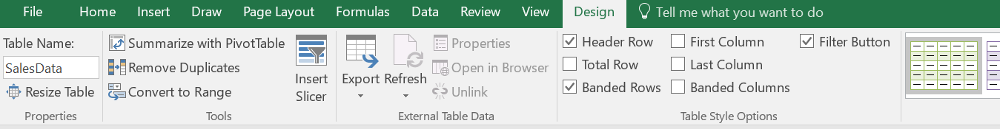 File Home Insert Draw Page Layout Formulas Data Review View Design Tell me what you want to do
Table Name:
SalesData
Resize Table
Properties
Summarize with PivotTable
Remove Duplicates
Convert to Range
Insert
Slicer
Tools
Export
Refresh
Properties
Open in Browser
Unlink
External Table Data
Header Row
Total Row
Banded Rows
First Column
Last Column
Banded Columns
Filter Button
Table Style Options